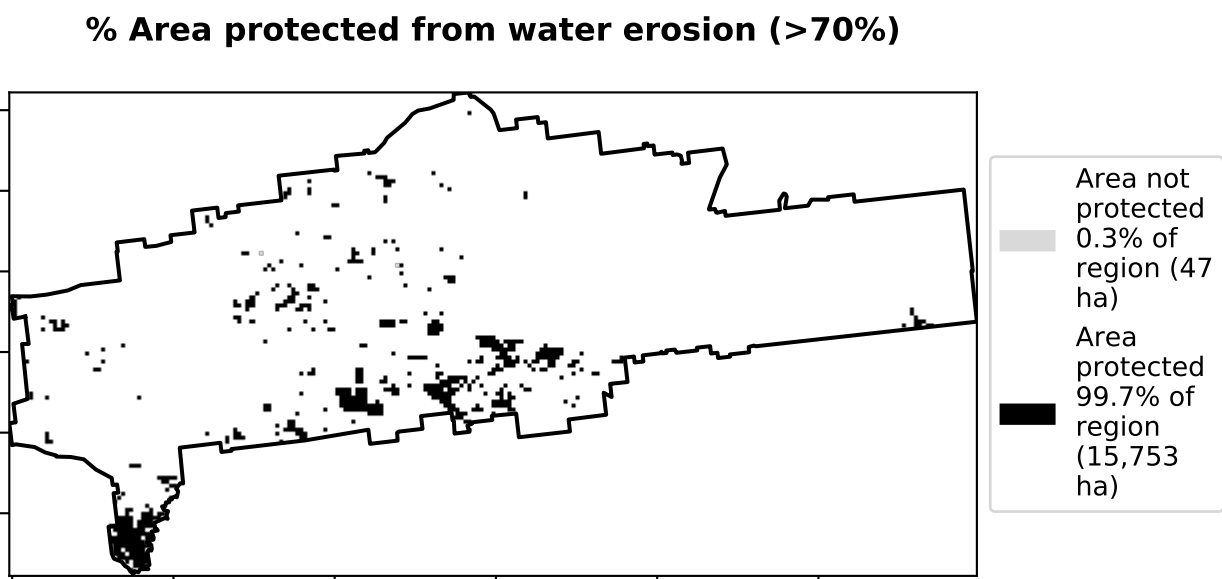 % Area protected from water erosion (>70%)
Area not
protected
0.3% of
region (47
ha)
Area
protected
99.7% of
region
(15,753
ha)